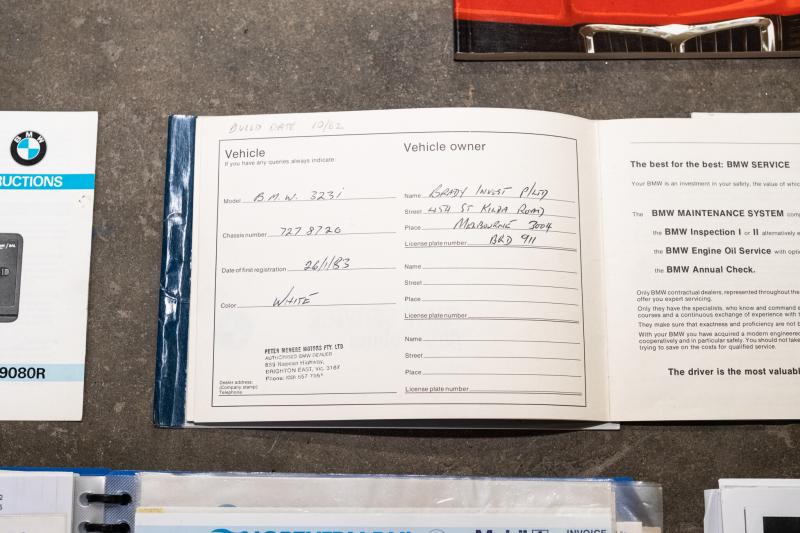 BMW
RUCTIONS
9080R
BUILD DATE 10/82
Vehicle
If you have any queries always indicate:
Model B.M.W. 323i
Chassis number 727 8720
Date of first registration 26/1/83
Color WHITE
PETER MENERE MOTORS PTY. LTD
AUTHORISED BMW DEALER
859 Nepean Highway,
BRIGHTON EAST, Vic. 3187
Phone: (03) 557
Dealer address:
(Company stamp)
Telephone
Vehicle owner
Name BRADY INVEST P/LTD
Street 454 ST KILDA ROAD
Place MELBOURNE 3004
License plate number BRD 911
Name
Street
Place
License plate number
Name
Street
Place
License plate number
The best for the best: BMW SERVICE
Your BMW is an investment in your safety, the value of which
The BMW MAINTENANCE SYSTEM
the BMW Inspection I or II alternatively
the BMW Engine Oil Service with
the BMW Annual Check.
Only BMW contractual dealers, represented throughout the
offer you expert servicing.
Only they have the specialists, who know and command
courses and a continuous exchange of experience with
They make sure that exactness and proficiency are not
With your BMW you have acquired a modern engineered
cooperatively and in particular safely. You should not take
trying to save on the costs for qualified service.
The driver is the most valuabl
Mobil
INVOICE